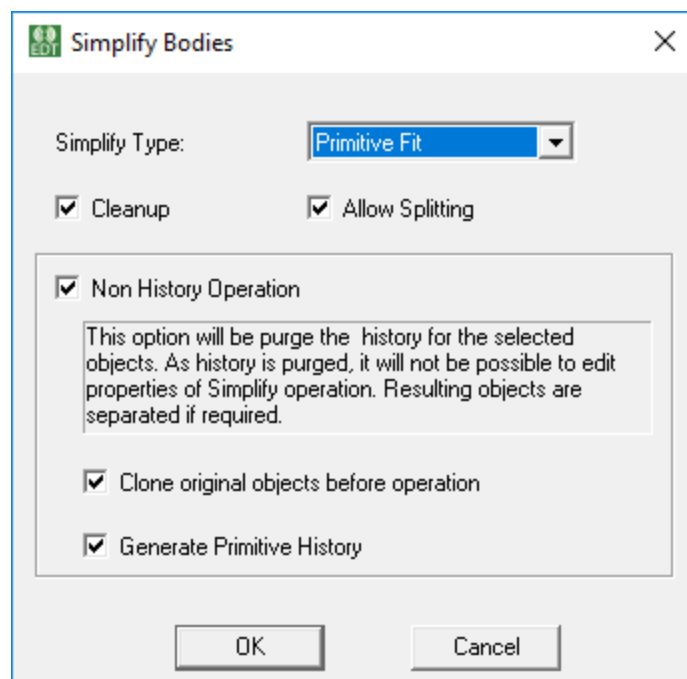 EDT Simplify Bodies
Simplify Type: Primitive Fit
Cleanup Allow Splitting
Non History Operation
This option will be purge the history for the selected
objects. As history is purged, it will not be possible to edit
properties of Simplify operation. Resulting objects are
separated if required.
Clone original objects before operation
Generate Primitive History
OK Cancel